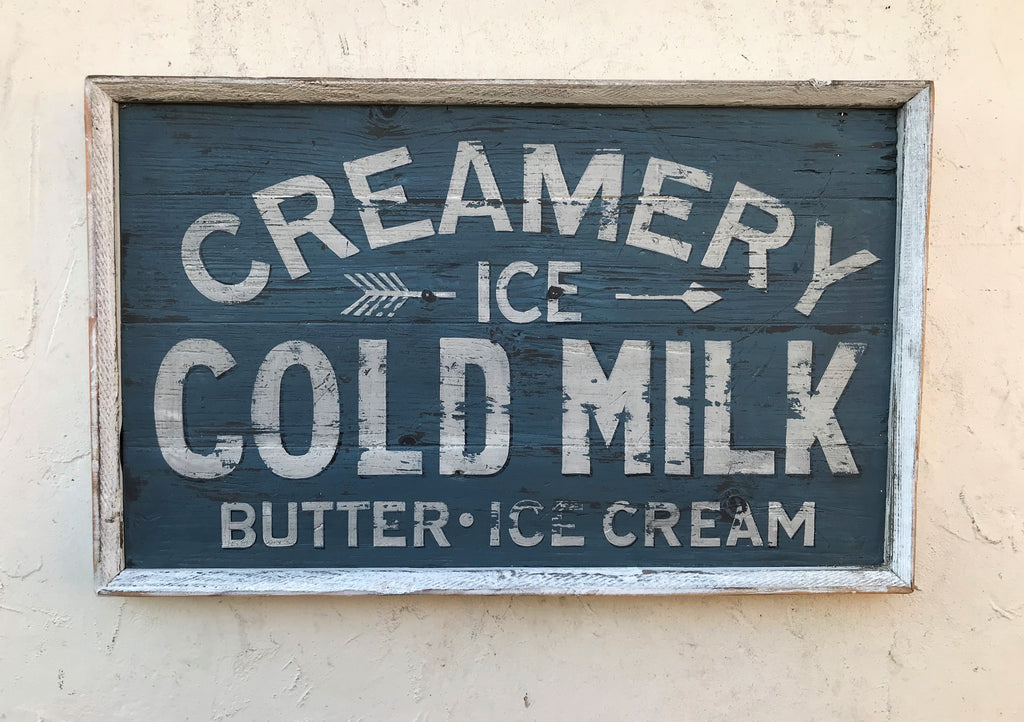 CREAMERY
ICE
COLD MILK
BUTTER • ICE CREAM